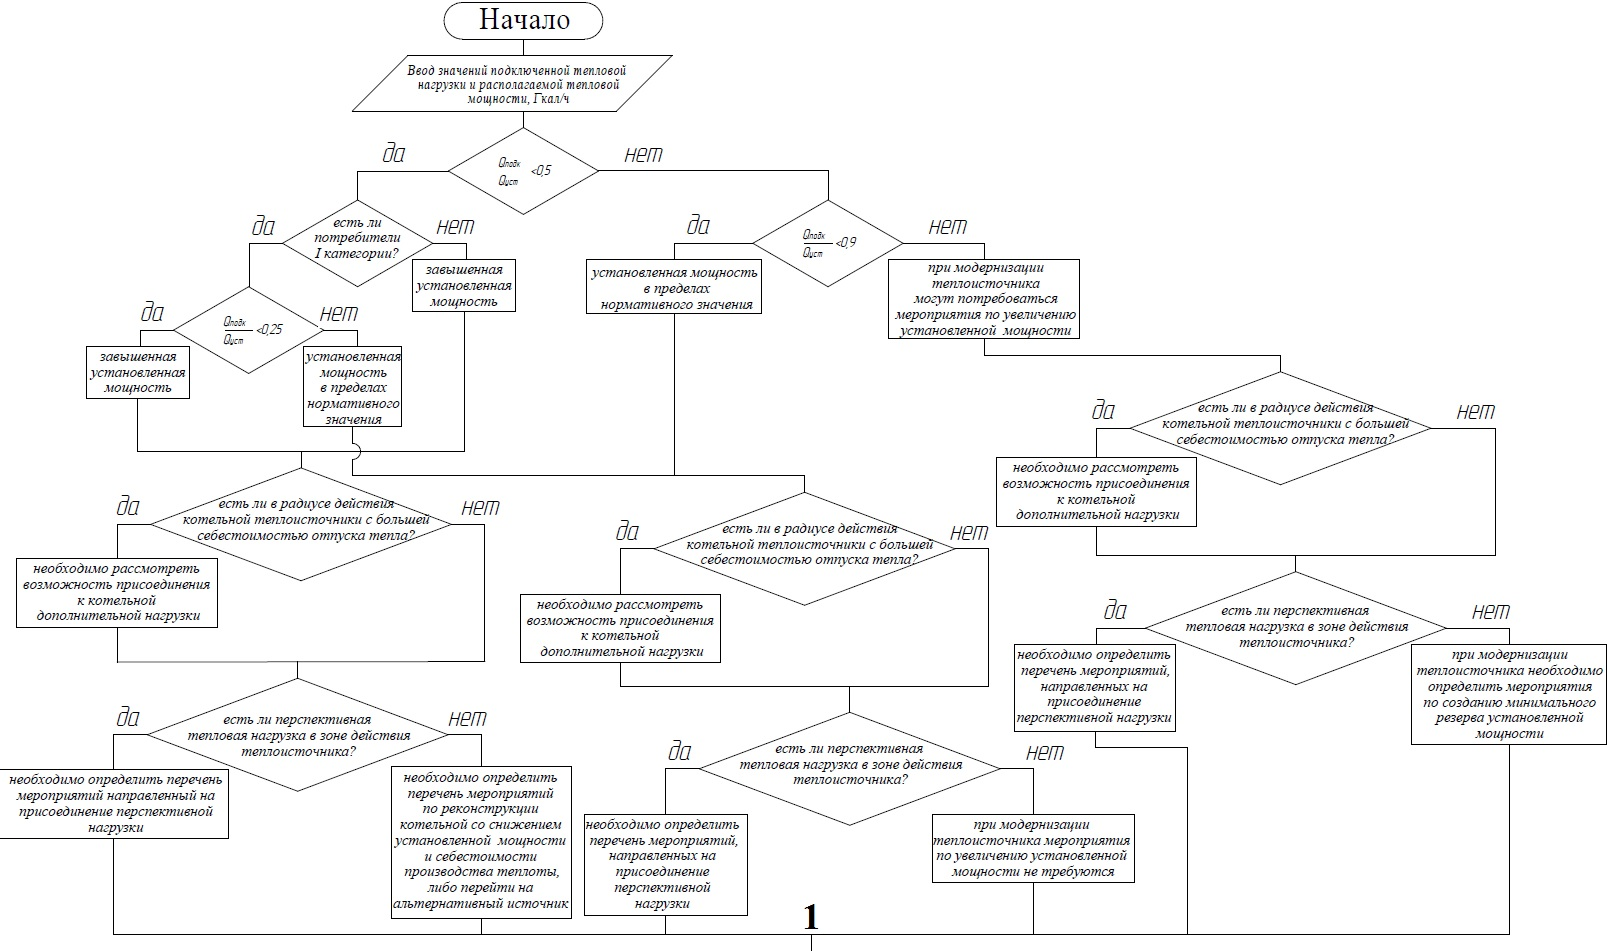 Начало
Ввод значений подключенной тепловой
нагрузки и располагаемой тепловой
мощности, Гкал/ч
да
нет
Qподк
Qуст
<0,5
да
есть ли
потребители
I категории?
нет
да
Qподк
Qуст
<0,9
нет
завышенная
установленная
мощность
установленная мощность
в пределах
нормативного значения
при модернизации
теплоисточника
могут потребоваться
мероприятия по увеличению
установленной мощности
да
Qподк
Qуст
<0,25
нет
завышенная
установленная
мощность
установленная
мощность
в пределах
нормативного
значения
да
есть ли в радиусе действия
котельной теплоисточники с большей
себестоимостью отпуска тепла?
нет
необходимо рассмотреть
возможность присоединения
к котельной
дополнительной нагрузки
да
есть ли в радиусе действия
котельной теплоисточники с большей
себестоимостью отпуска тепла?
нет
да
есть ли в радиусе действия
котельной теплоисточники с большей
себестоимостью отпуска тепла?
нет
необходимо рассмотреть
возможность присоединения
к котельной
дополнительной нагрузки
необходимо рассмотреть
возможность присоединения
к котельной
дополнительной нагрузки
да
есть ли перспективная
тепловая нагрузка в зоне действия
теплоисточника?
нет
необходимо определить
перечень мероприятий,
направленных на
присоединение
перспективной нагрузки
при модернизации
теплоисточника необходимо
определить мероприятия
по созданию минимального
резерва установленной
мощности
да
есть ли перспективная
тепловая нагрузка в зоне действия
теплоисточника?
нет
да
есть ли перспективная
тепловая нагрузка в зоне действия
теплоисточника?
нет
необходимо определить перечень
мероприятий направленный на
присоединение перспективной
нагрузки
необходимо определить
перечень мероприятий
по реконструкции
котельной со снижением
установленной мощности
и себестоимости
производства теплоты,
либо перейти на
альтернативный источник
необходимо определить
перечень мероприятий,
направленных на
присоединение
перспективной
нагрузки
при модернизации
теплоисточника мероприятия
по увеличению установленной
мощности не требуются
1